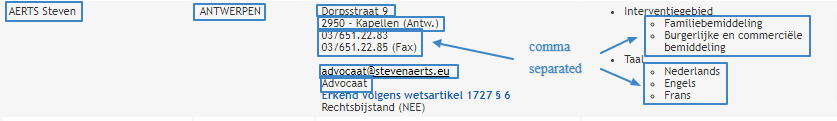 AERTS Steven
ANTWERPEN
Dorpsstraat 9
2950 - Kapellen (Antw.)
03/651.22.83
03/651.22.85 (Fax)
advocaat@stevenaerts.eu
Advocaat
Erkend volgens wetsartikel 1727 § 6
Rechtsbijstand (NEE)
comma
separated
• Interventiegebied
○ Familiebemiddeling
○ Burgerlijke en commerciële
bemiddeling
• Taal
○ Nederlands
○ Engels
○ Frans